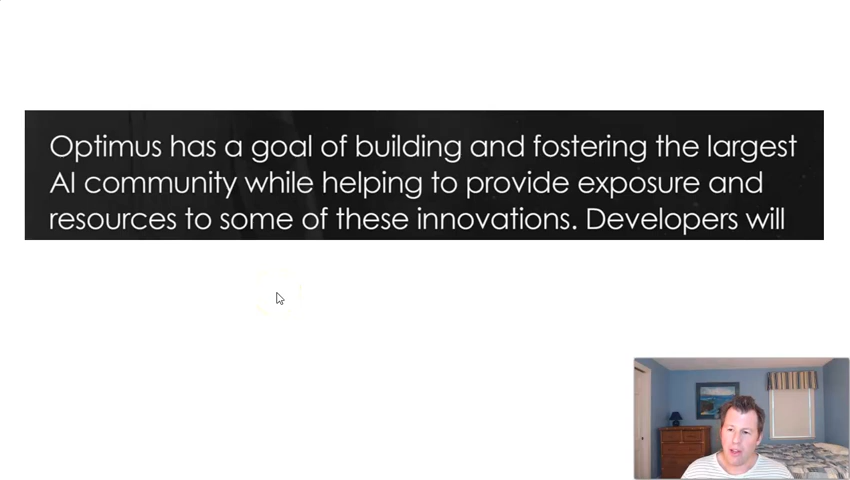 Optimus has a goal of building and fostering the largest
AI community while helping to provide exposure and
resources to some of these innovations. Developers will